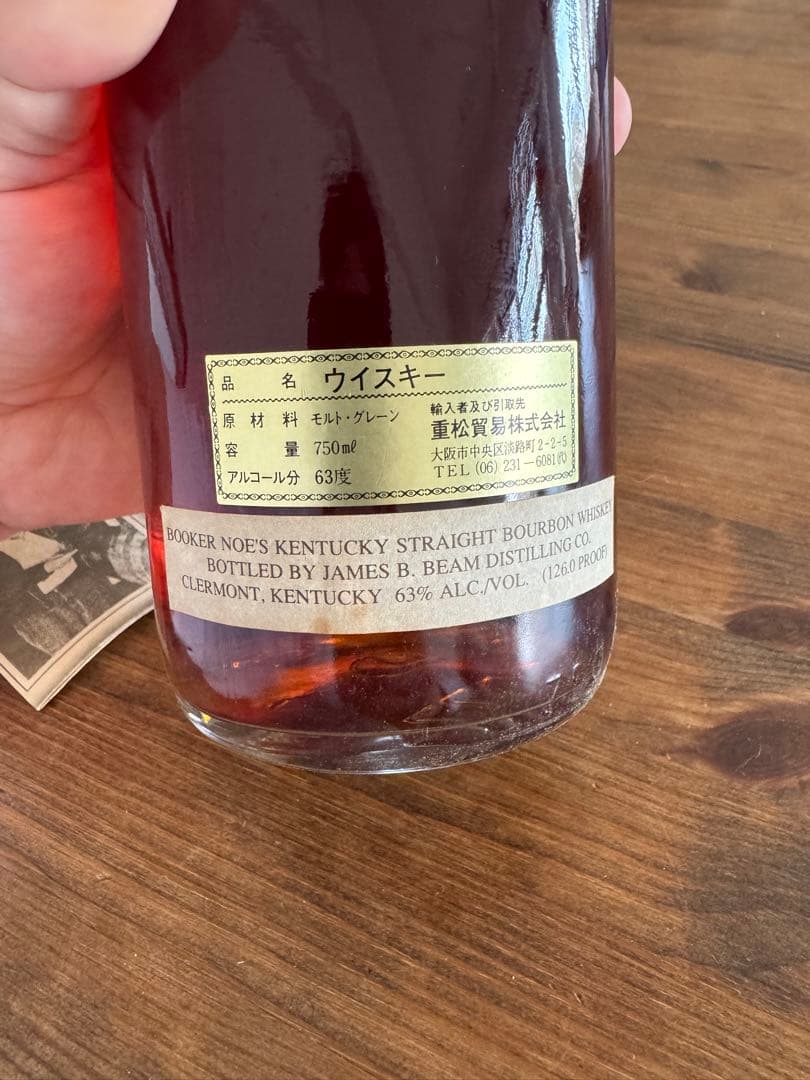 品名 ウイスキー
原材料 モルト・グレーン
容量 750㎖
アルコール分 63度
輸入者及び引取先
重松貿易株式会社
大阪市中央区淡路町2-2-5
TEL (06) 231-6081(代)
BOOKER NOE'S KENTUCKY STRAIGHT BOURBON WHISKEY
BOTTLED BY JAMES B. BEAM DISTILLING CO.
CLERMONT, KENTUCKY 63% ALC./VOL. (126.0 PROOF)